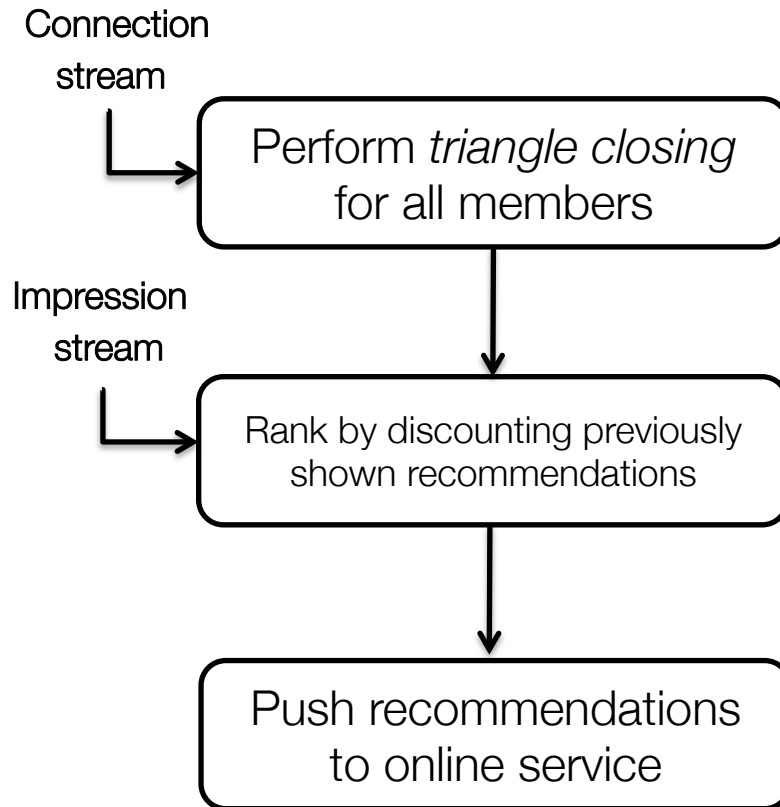 Connection
stream
Perform triangle closing
for all members
Impression
stream
Rank by discounting previously
shown recommendations
Push recommendations
to online service